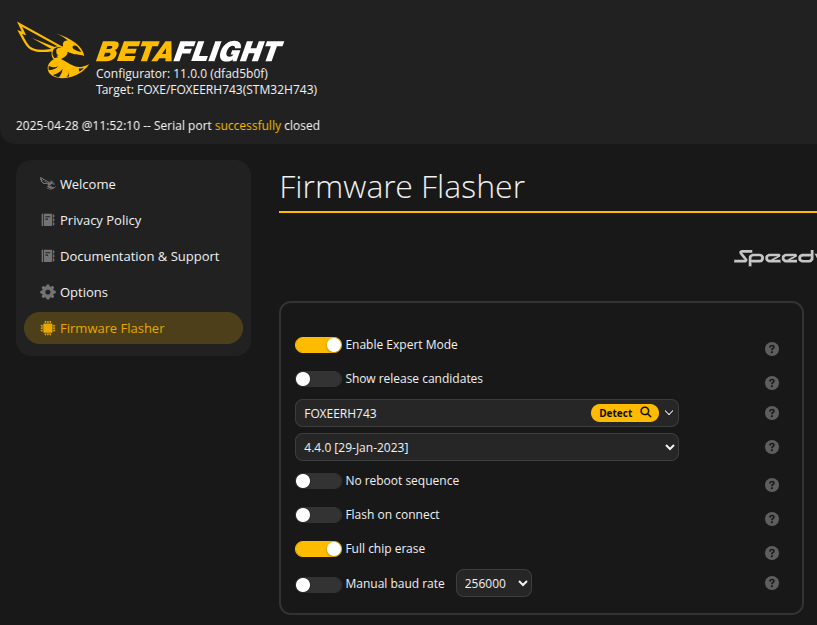 BETAFLIGHT
Configurator: 11.0.0 (dfad5b0f)
Target: FOXE/FOXEERH743(STM32H743)
2025-04-28 @11:52:10 -- Serial port successfully closed
Welcome
Privacy Policy
Documentation & Support
Options
Firmware Flasher
Firmware Flasher
Enable Expert Mode
Show release candidates
FOXEERH743 Detect
4.4.0 [29-Jan-2023]
No reboot sequence
Flash on connect
Full chip erase
Manual baud rate 256000